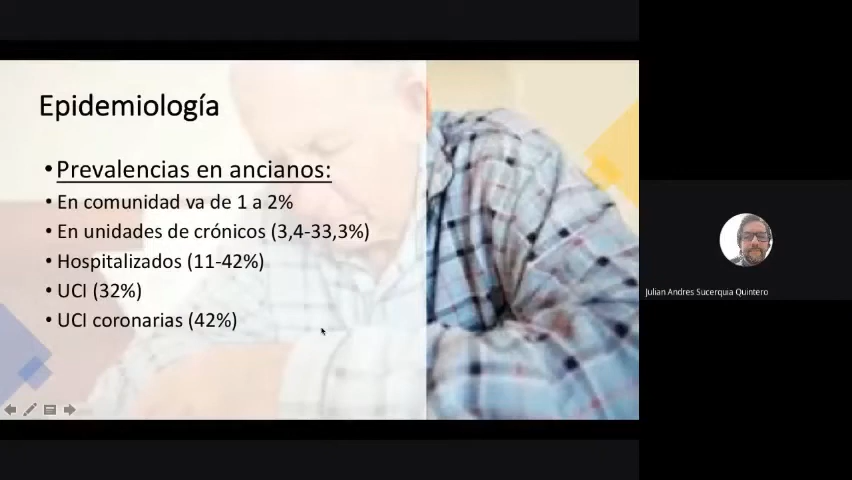 Epidemiología
• Prevalencias en ancianos:
• En comunidad va de 1 a 2%
• En unidades de crónicos (3,4-33,3%)
• Hospitalizados (11-42%)
• UCI (32%)
• UCI coronarias (42%)
Julian Andres Sucerquia Quintero